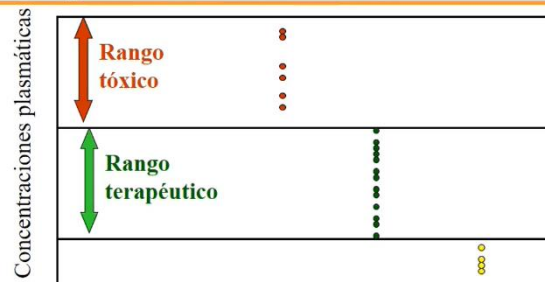 Concentraciones plasmáticas
Rango
tóxico
Rango
terapéutico